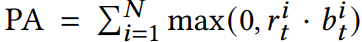 PA = ∑_{i=1}^{N} max(0, r_t^i · b_t^i)